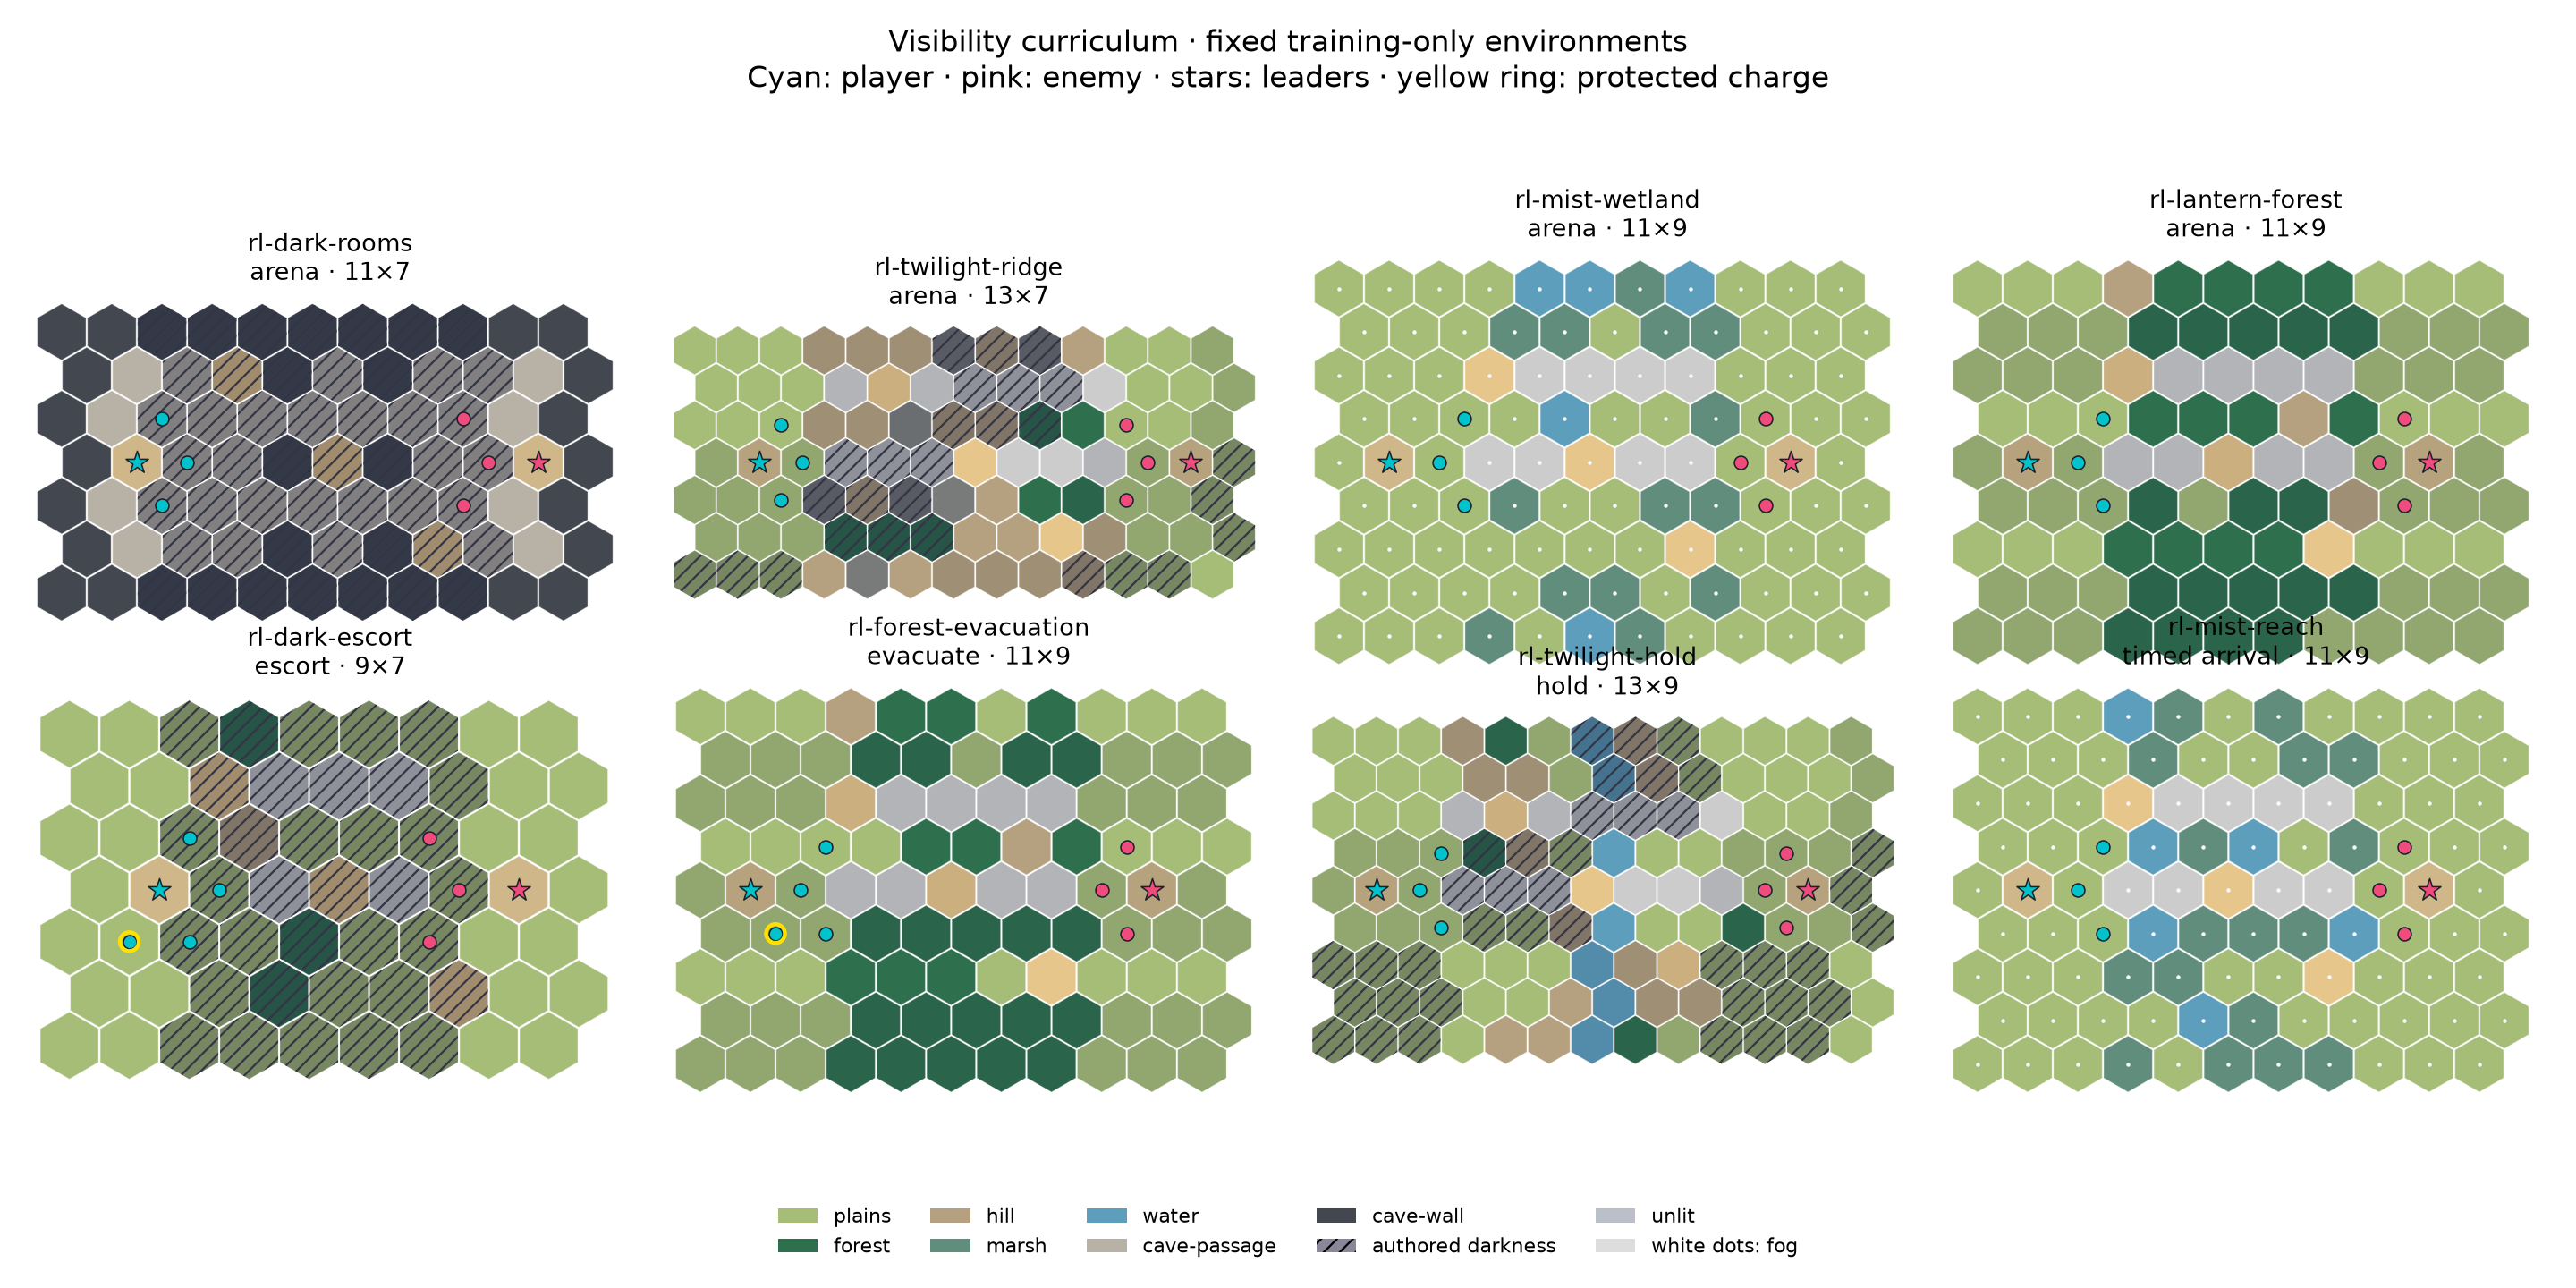 Visibility curriculum · fixed training-only environments
Cyan: player · pink: enemy · stars: leaders · yellow ring: protected charge
rl-dark-rooms
arena · 11×7
rl-twilight-ridge
arena · 13×7
rl-mist-wetland
arena · 11×9
rl-lantern-forest
arena · 11×9
rl-dark-escort
escort · 9×7
rl-forest-evacuation
evacuate · 11×9
rl-twilight-hold
hold · 13×9
rl-mist-reach
timed arrival · 11×9
plains
forest
hill
marsh
water
cave-passage
cave-wall
authored darkness
unlit
white dots: fog